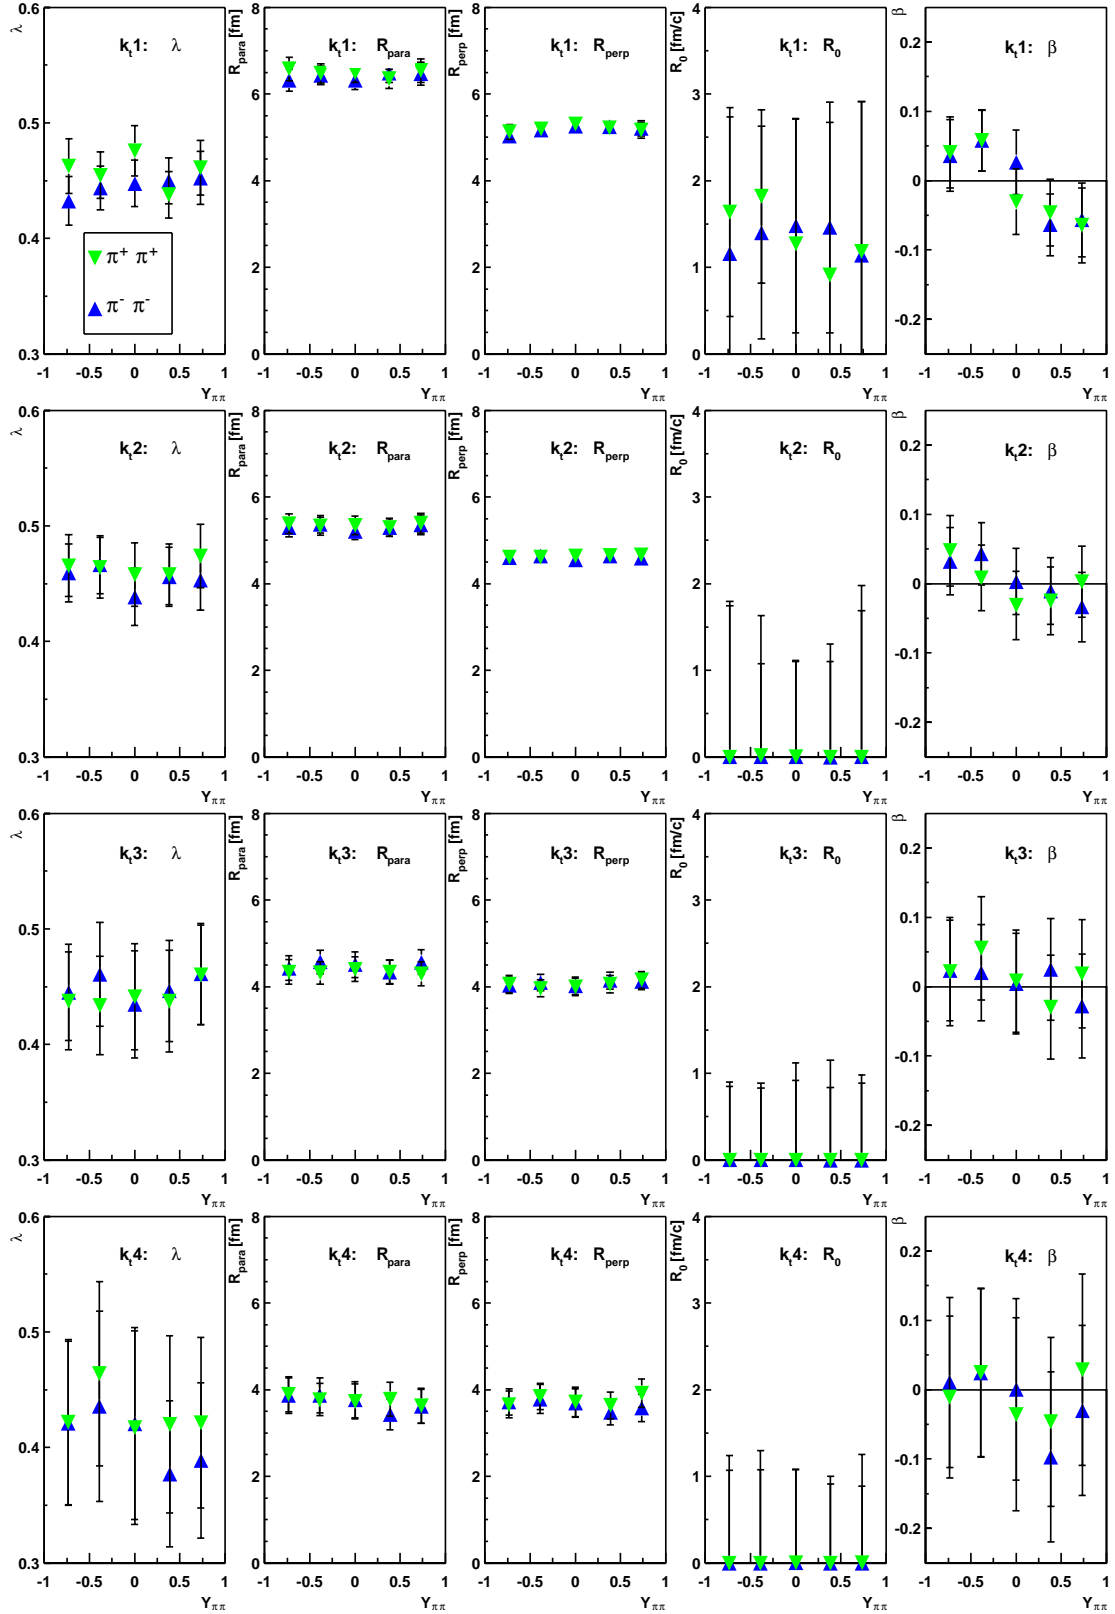 λ
0.6
0.5
0.4
0.3
k_t1: λ
π⁺ π⁺
π⁻ π⁻
-1 -0.5 0 0.5 1
Y_ππ
R_para [fm]
8
6
4
2
0
k_t1: R_para
-1 -0.5 0 0.5 1
Y_ππ
R_perp [fm]
8
6
4
2
0
k_t1: R_perp
-1 -0.5 0 0.5 1
Y_ππ
R_0 [fm/c]
4
3
2
1
0
k_t1: R_0
-1 -0.5 0 0.5 1
Y_ππ
β
0.2
0.1
0
-0.1
-0.2
k_t1: β
-1 -0.5 0 0.5 1
Y_ππ
λ
0.6
0.5
0.4
0.3
k_t2: λ
-1 -0.5 0 0.5 1
Y_ππ
R_para [fm]
8
6
4
2
0
k_t2: R_para
-1 -0.5 0 0.5 1
Y_ππ
R_perp [fm]
8
6
4
2
0
k_t2: R_perp
-1 -0.5 0 0.5 1
Y_ππ
R_0 [fm/c]
4
3
2
1
0
k_t2: R_0
-1 -0.5 0 0.5 1
Y_ππ
β
0.2
0.1
0
-0.1
-0.2
k_t2: β
-1 -0.5 0 0.5 1
Y_ππ
λ
0.6
0.5
0.4
0.3
k_t3: λ
-1 -0.5 0 0.5 1
Y_ππ
R_para [fm]
8
6
4
2
0
k_t3: R_para
-1 -0.5 0 0.5 1
Y_ππ
R_perp [fm]
8
6
4
2
0
k_t3: R_perp
-1 -0.5 0 0.5 1
Y_ππ
R_0 [fm/c]
4
3
2
1
0
k_t3: R_0
-1 -0.5 0 0.5 1
Y_ππ
β
0.2
0.1
0
-0.1
-0.2
k_t3: β
-1 -0.5 0 0.5 1
Y_ππ
λ
0.6
0.5
0.4
0.3
k_t4: λ
-1 -0.5 0 0.5 1
Y_ππ
R_para [fm]
8
6
4
2
0
k_t4: R_para
-1 -0.5 0 0.5 1
Y_ππ
R_perp [fm]
8
6
4
2
0
k_t4: R_perp
-1 -0.5 0 0.5 1
Y_ππ
R_0 [fm/c]
4
3
2
1
0
k_t4: R_0
-1 -0.5 0 0.5 1
Y_ππ
β
0.2
0.1
0
-0.1
-0.2
k_t4: β
-1 -0.5 0 0.5 1
Y_ππ